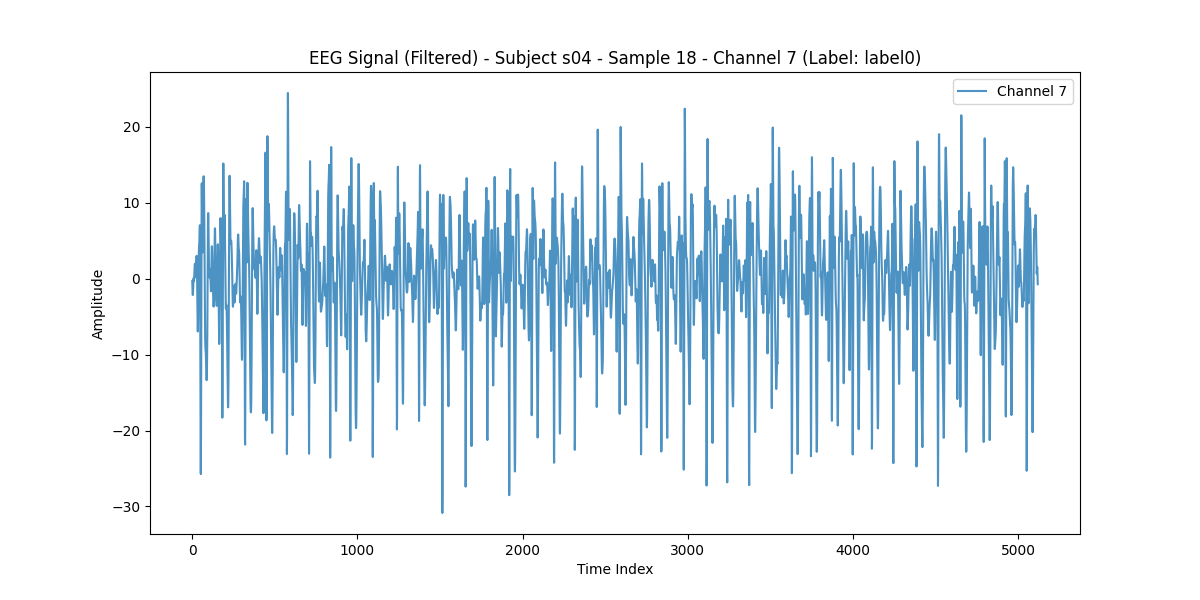 EEG Signal (Filtered) - Subject s04 - Sample 18 - Channel 7 (Label: label0)
Channel 7
20
10
0
−10
−20
−30
Amplitude
0 1000 2000 3000 4000 5000
Time Index